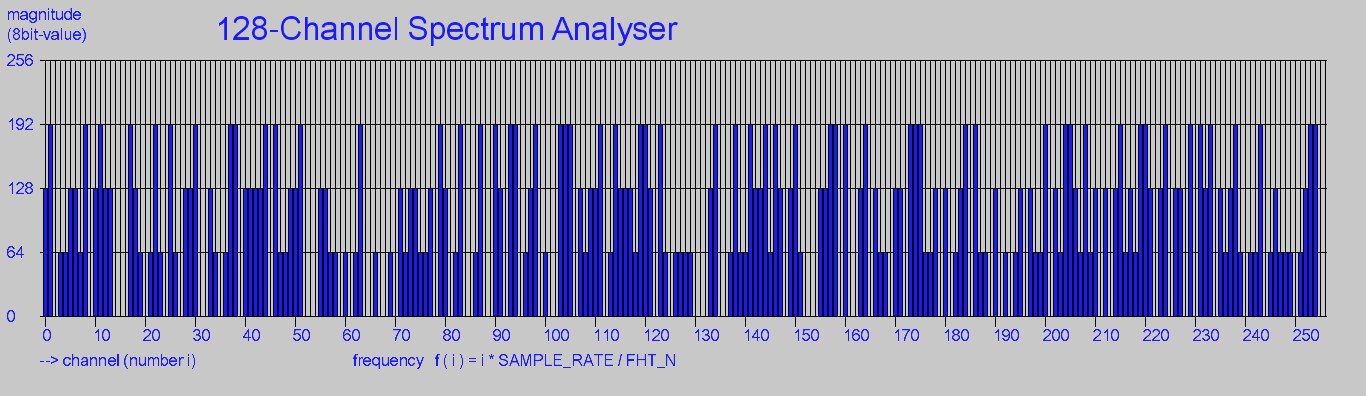 magnitude
(8bit-value)
128-Channel Spectrum Analyser
256
192
128
64
0
0 10 20 30 40 50 60 70 80 90 100 110 120 130 140 150 160 170 180 190 200 210 220 230 240 250
--> channel (number i) frequency f ( i ) = i * SAMPLE_RATE / FHT_N